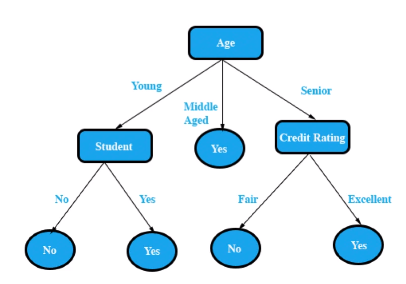 Age
Young
Middle
Aged
Senior
Student
Yes
Credit Rating
No
Yes
Fair
Excellent
No
Yes
No
Yes